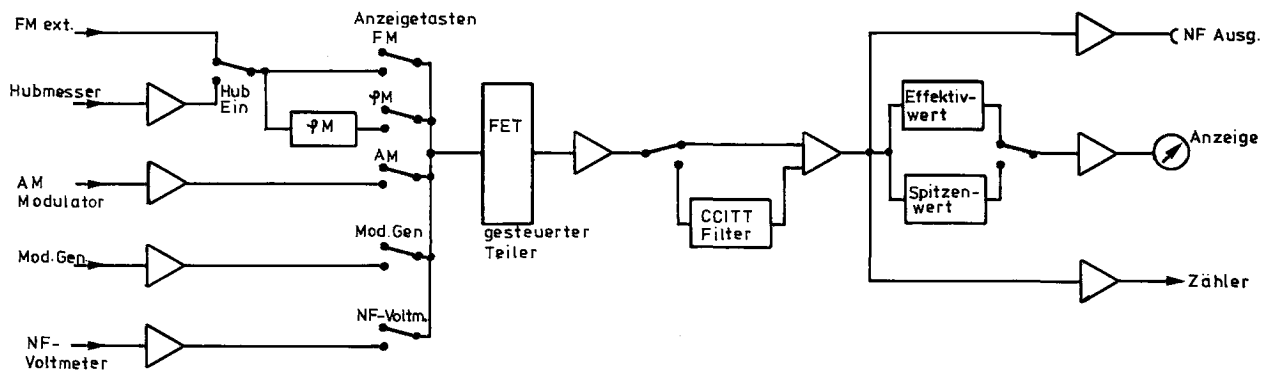 FM ext.
Hubmesser
Hub
Ein
φM
AM
Modulator
Mod.Gen.
NF-
Voltmeter
Anzeigetasten
FM
φM
AM
Mod.Gen
NF-Voltm.
FET
gesteuerter
Teiler
CCITT
Filter
Effektiv-
wert
Spitzen-
wert
NF Ausg.
Anzeige
Zähler